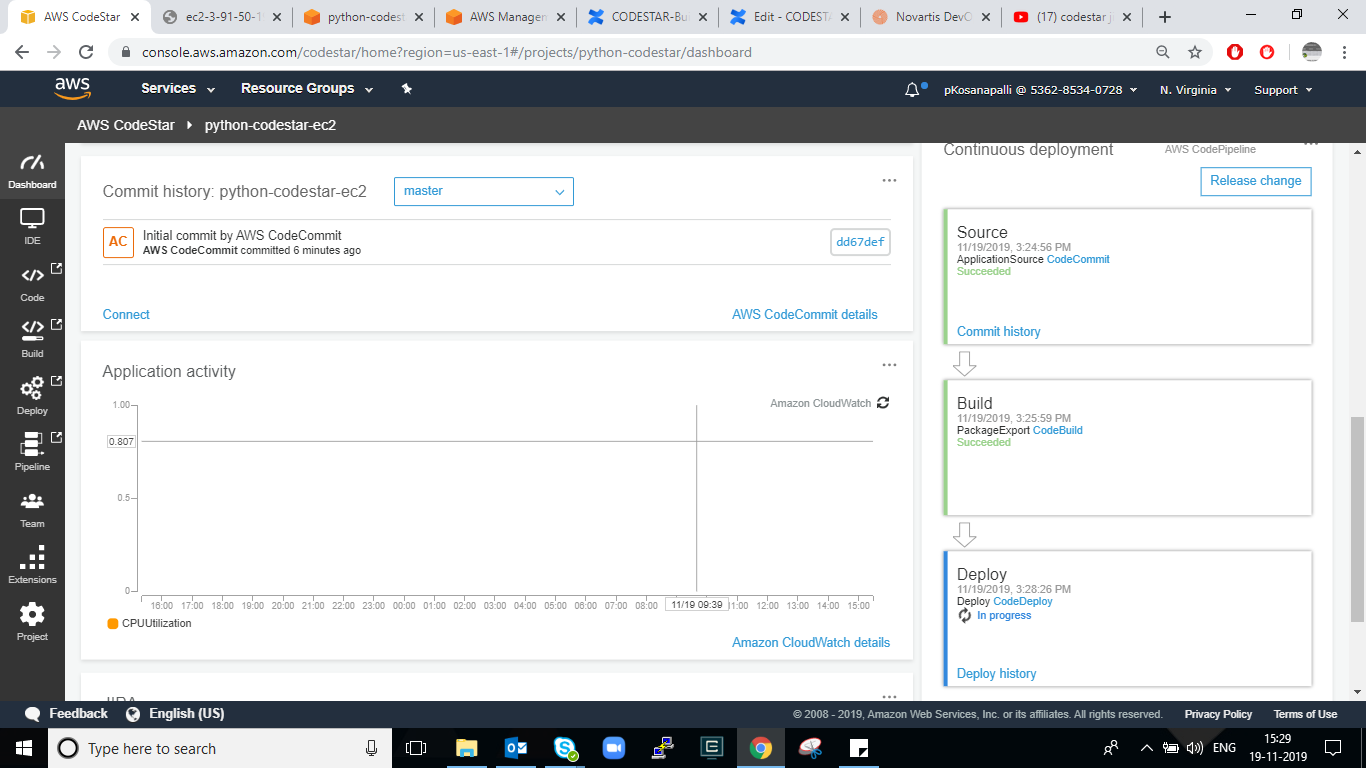 AWS CodeStar
ec2-3-91-50-1
python-codest
AWS Managen
CODESTAR-Bu
Edit - CODEST
Novartis DevO
(17) codestar ji
console.aws.amazon.com/codestar/home?region=us-east-1#/projects/python-codestar/dashboard
aws
Services
Resource Groups
pKosanapalli @ 5362-8534-0728
N. Virginia
Support
AWS CodeStar
python-codestar-ec2
Dashboard
IDE
Code
Build
Deploy
Pipeline
Team
Extensions
Project
Commit history: python-codestar-ec2
master
AC
Initial commit by AWS CodeCommit
AWS CodeCommit committed 6 minutes ago
dd67def
Connect
AWS CodeCommit details
Application activity
Amazon CloudWatch
1.00
0.807
0.5
0
16:00 17:00 18:00 19:00 20:00 21:00 22:00 23:00 00:00 01:00 02:00 03:00 04:00 05:00 06:00 07:00 08:00 11/19 09:39 11:00 12:00 13:00 14:00 15:00
CPUUtilization
Amazon CloudWatch details
JIRA
Continuous deployment
AWS CodePipeline
Release change
Source
11/19/2019, 3:24:56 PM
ApplicationSource CodeCommit
Succeeded
Commit history
Build
11/19/2019, 3:25:59 PM
PackageExport CodeBuild
Succeeded
Deploy
11/19/2019, 3:28:26 PM
Deploy CodeDeploy
In progress
Deploy history
Feedback
English (US)
© 2008 - 2019, Amazon Web Services, Inc. or its affiliates. All rights reserved.
Privacy Policy
Terms of Use
Type here to search
ENG
15:29
19-11-2019